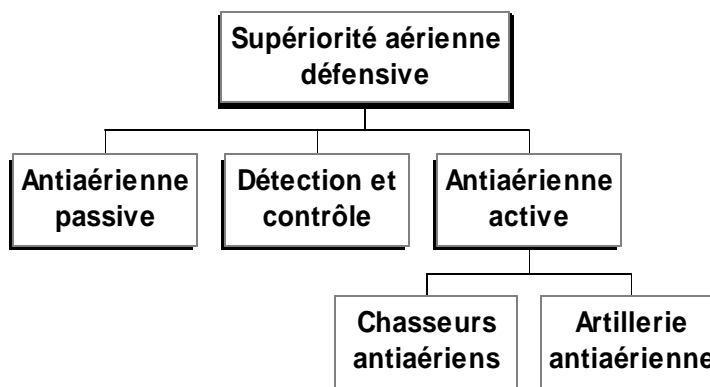 Supériorité aérienne
défensive
Antiaérienne
passive
Détection et
contrôle
Antiaérienne
active
Chasseurs
antiaériens
Artillerie
antiaérienne